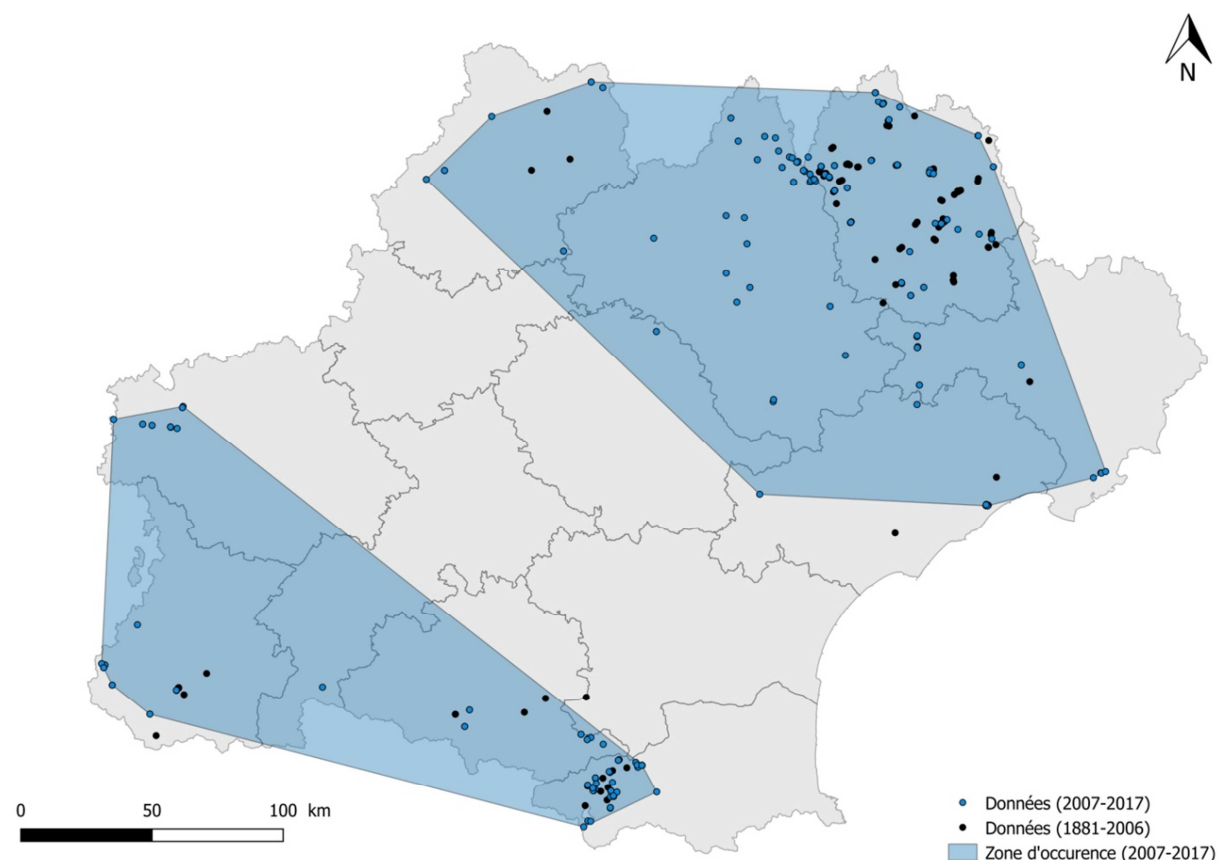 N
0 50 100 km
Données (2007-2017)
Données (1881-2006)
Zone d'occurence (2007-2017)